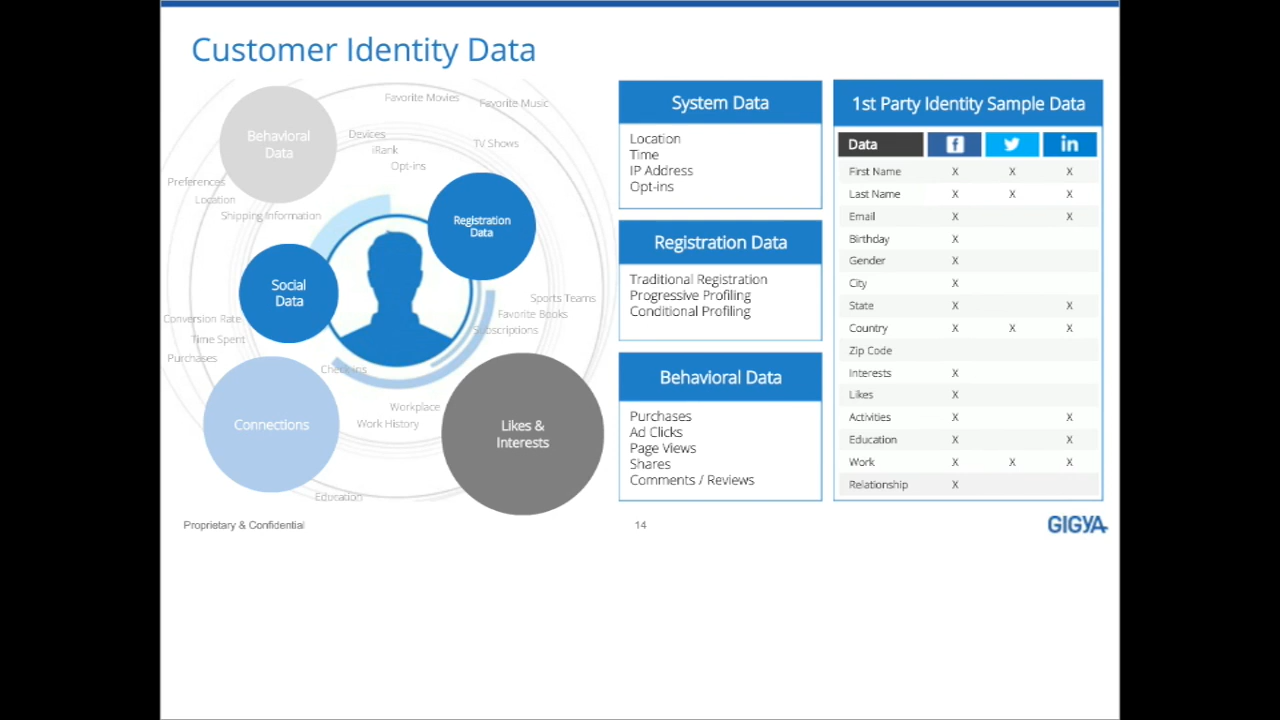 Customer Identity Data
Favorite Movies
Favorite Music
Behavioral
Data
Devices
iRank
Opt-ins
TV Shows
Preferences
Location
Shipping Information
Registration
Data
Social
Data
Sports Teams
Favorite Books
Subscriptions
Conversion Rate
Time Spent
Purchases
Check-ins
Workplace
Work History
Connections
Likes &
Interests
Education
System Data
Location
Time
IP Address
Opt-ins
Registration Data
Traditional Registration
Progressive Profiling
Conditional Profiling
Behavioral Data
Purchases
Ad Clicks
Page Views
Shares
Comments / Reviews
1st Party Identity Sample Data
Data f in
First Name X X X
Last Name X X X
Email X X
Birthday X
Gender X
City X
State X X
Country X X X
Zip Code
Interests X
Likes X
Activities X X
Education X X
Work X X X
Relationship X
Proprietary & Confidential
14
GIGYA